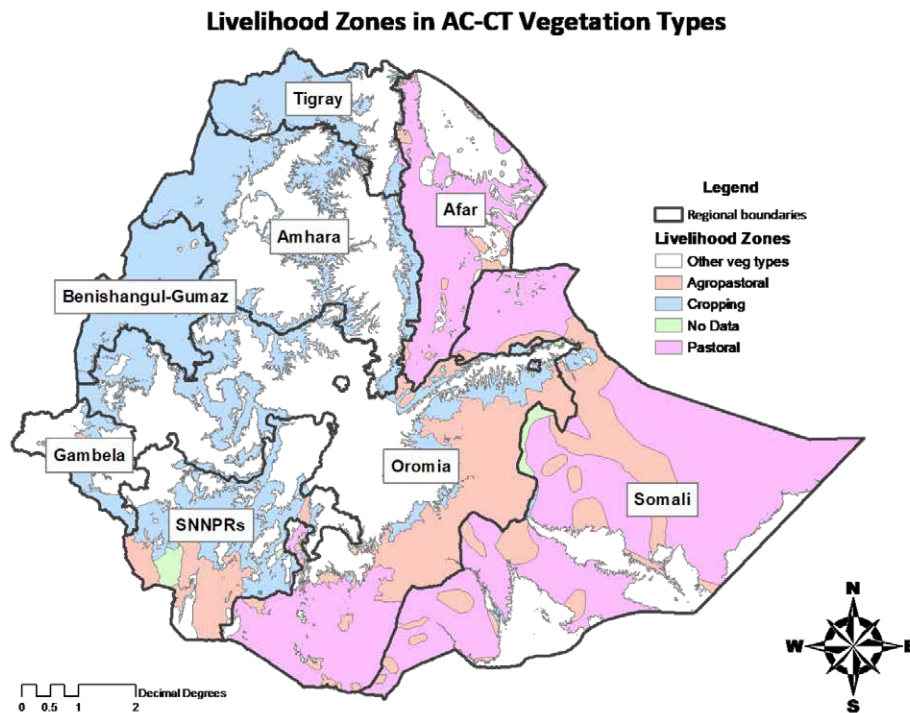 Livelihood Zones in AC-CT Vegetation Types
Tigray
Afar
Amhara
Benishangul-Gumaz
Gambela
Oromia
SNNPRs
Somali
Legend
Regional boundaries
Livelihood Zones
Other veg types
Agropastoral
Cropping
No Data
Pastoral
N
W E
S
Decimal Degrees
0 0.5 1 2